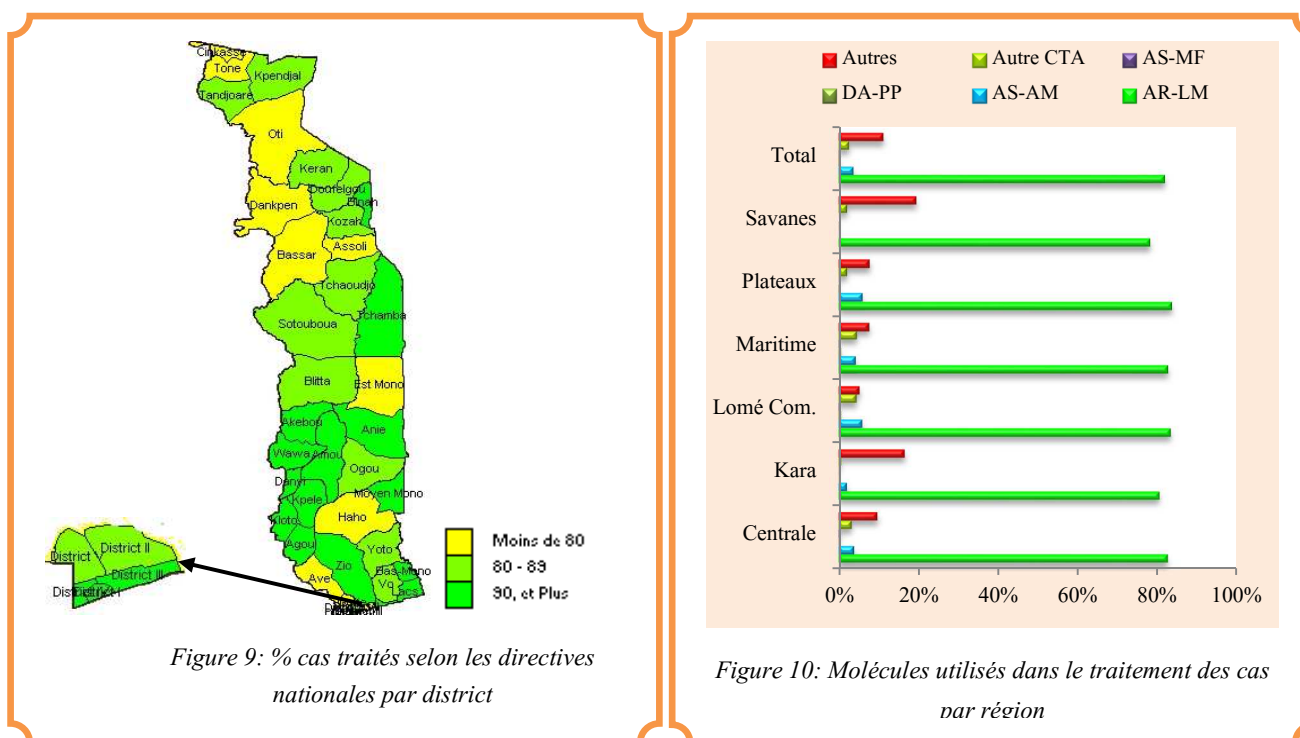 Cinkasse
Tone
Kpendjal
Tandjoare
Oti
Keran
Doufelgou
Binah
Dankpen
Kozah
Assoli
Bassar
Tchaoudjo
Tchamba
Sotouboua
Blitta
Est Mono
Akebou
Anie
Wawa
Amou
Ogou
Danyi
Moyen Mono
Kpele
Haho
Kloto
Agou
Yoto
Zio
Bas-Mono
Ave
Vo
Lacs
District II
District
District III
Moins de 80
80 - 89
90, et Plus
Figure 9: % cas traités selon les directives
nationales par district
Autres Autre CTA AS-MF
DA-PP AS-AM AR-LM
Total
Savanes
Plateaux
Maritime
Lomé Com.
Kara
Centrale
0% 20% 40% 60% 80% 100%
Figure 10: Molécules utilisés dans le traitement des cas
par région